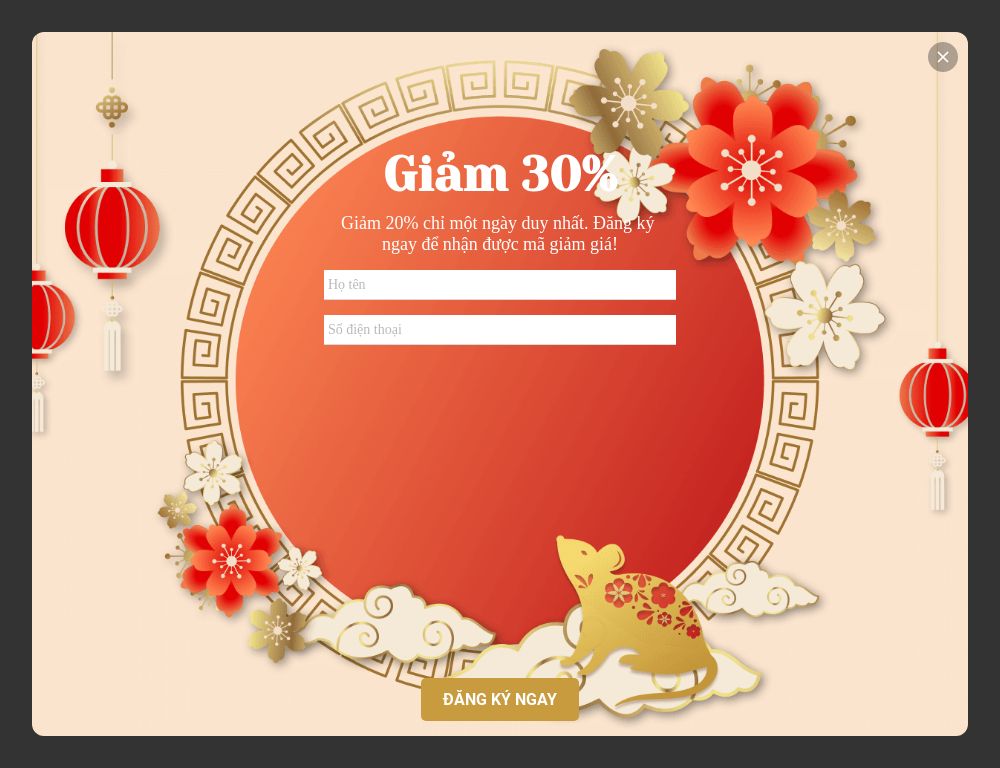 Giảm 30%
Giảm 20% chỉ một ngày duy nhất. Đăng ký
ngay để nhận được mã giảm giá!
Họ tên
Số điện thoại
ĐĂNG KÝ NGAY